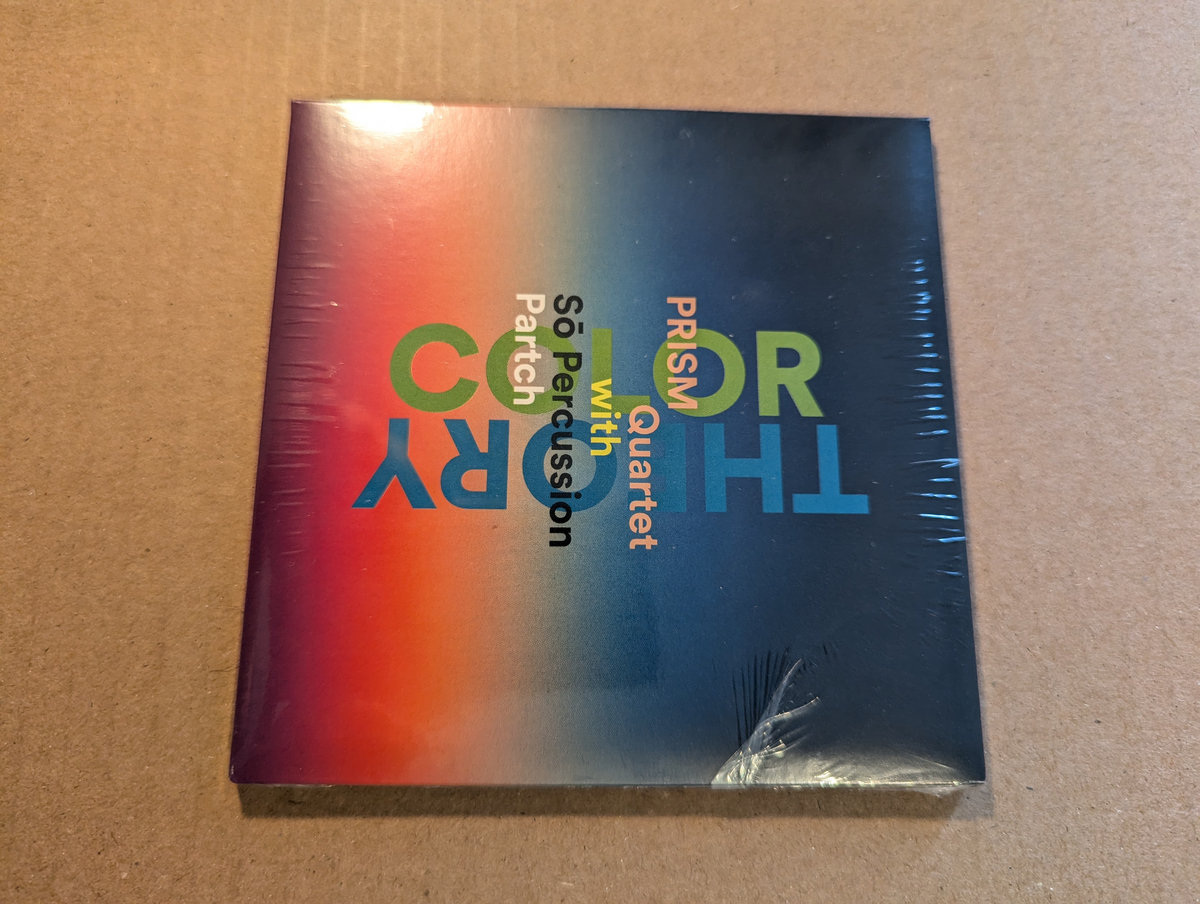 COLOR
THEORY
PRISM
Quartet
with
Sō Percussion
Partch